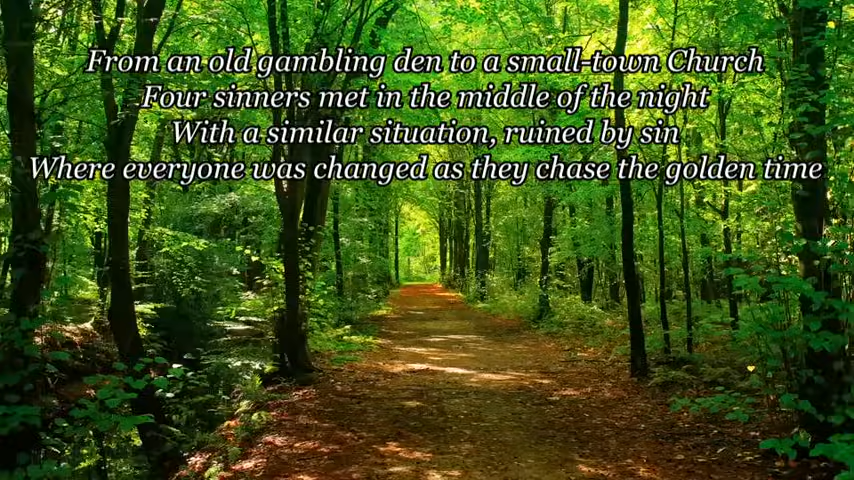 From an old gambling den to a small-town Church
Four sinners met in the middle of the night
With a similar situation, ruined by sin
Where everyone was changed as they chase the golden time